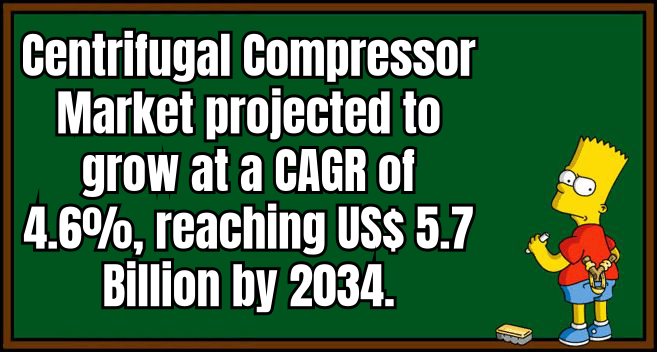 Centrifugal Compressor
Market projected to
grow at a CAGR of
4.6%, reaching US$ 5.7
Billion by 2034.